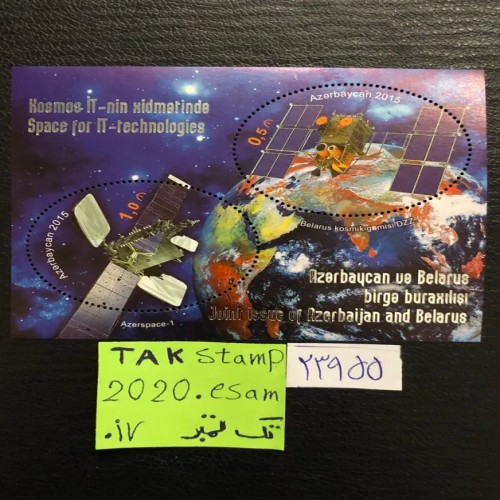 Kosmos İT-nin xidmətində
Space for IT-technologies
Azərbaycan 2015
0,5₼
Belarus kosmik gəmisi DZZ
Azərbaycan 2015
1,0₼
Azerspace-1
Azərbaycan və Belarus
birgə buraxılışı
Joint issue of Azerbaijan and Belarus
TAK stamp
2020.esam
.ir
تک تمبر
۲۳۹۵۵